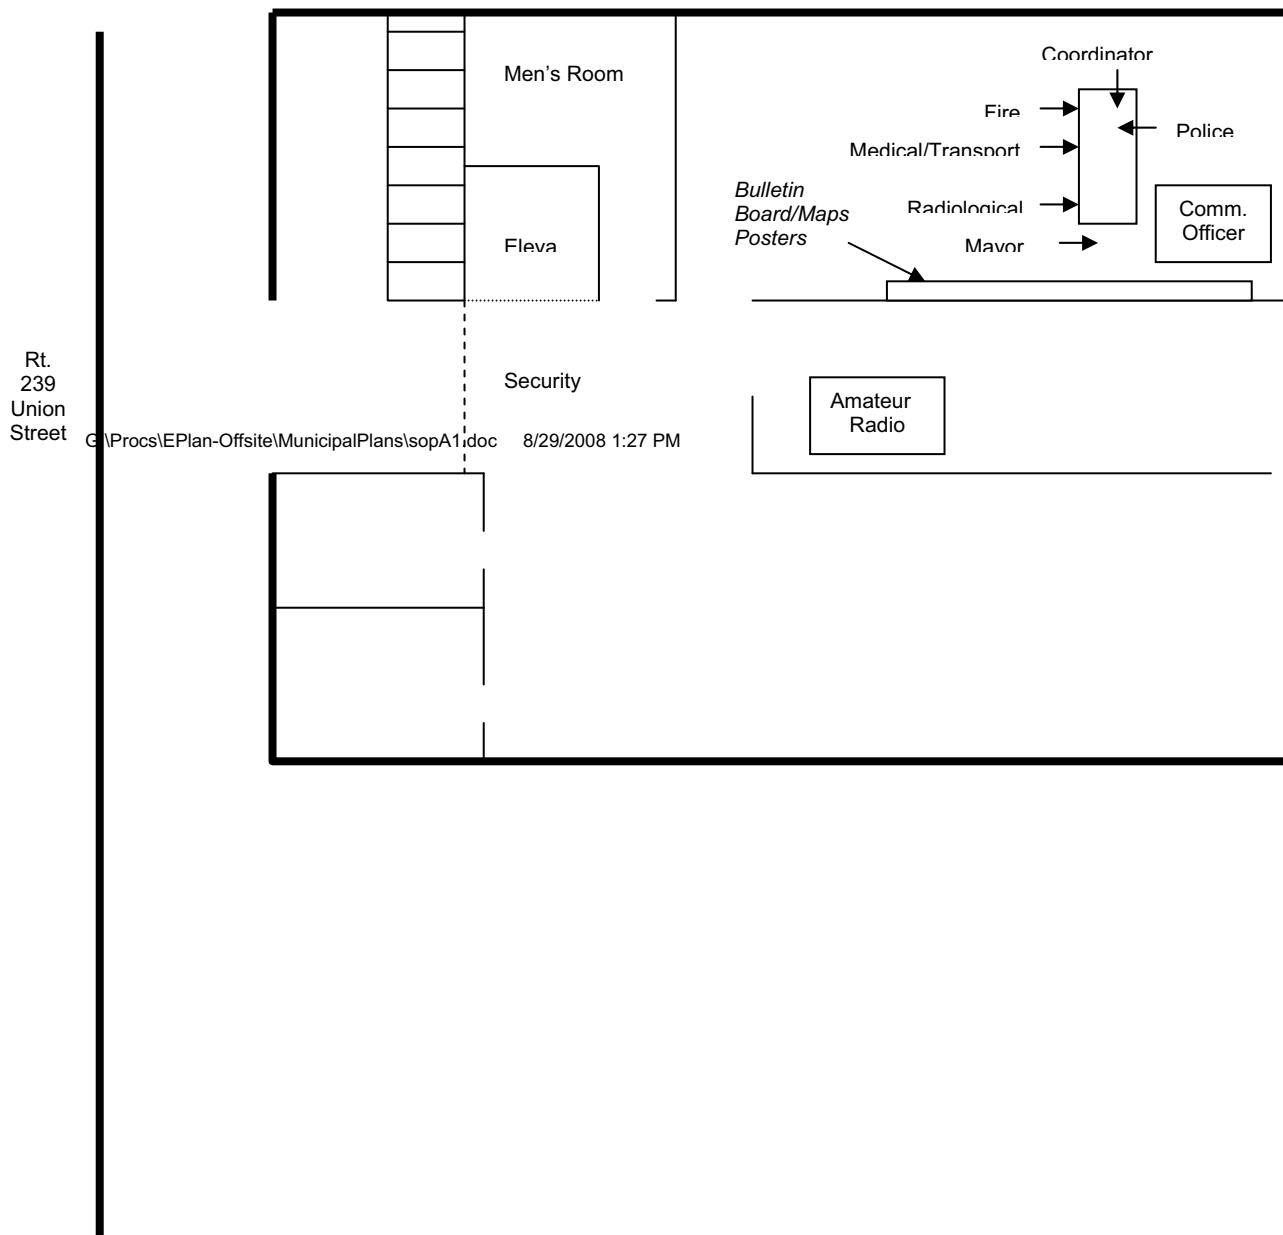 Coordinator
Men's Room
Fire
Police
Medical/Transport
Bulletin
Board/Maps
Posters
Radiological
Comm.
Officer
Eleva
Mayor
Rt.
239
Union
Street
Security
Amateur
Radio
G:\Procs\EPlan-Offsite\MunicipalPlans\sopA1.doc 8/29/2008 1:27 PM